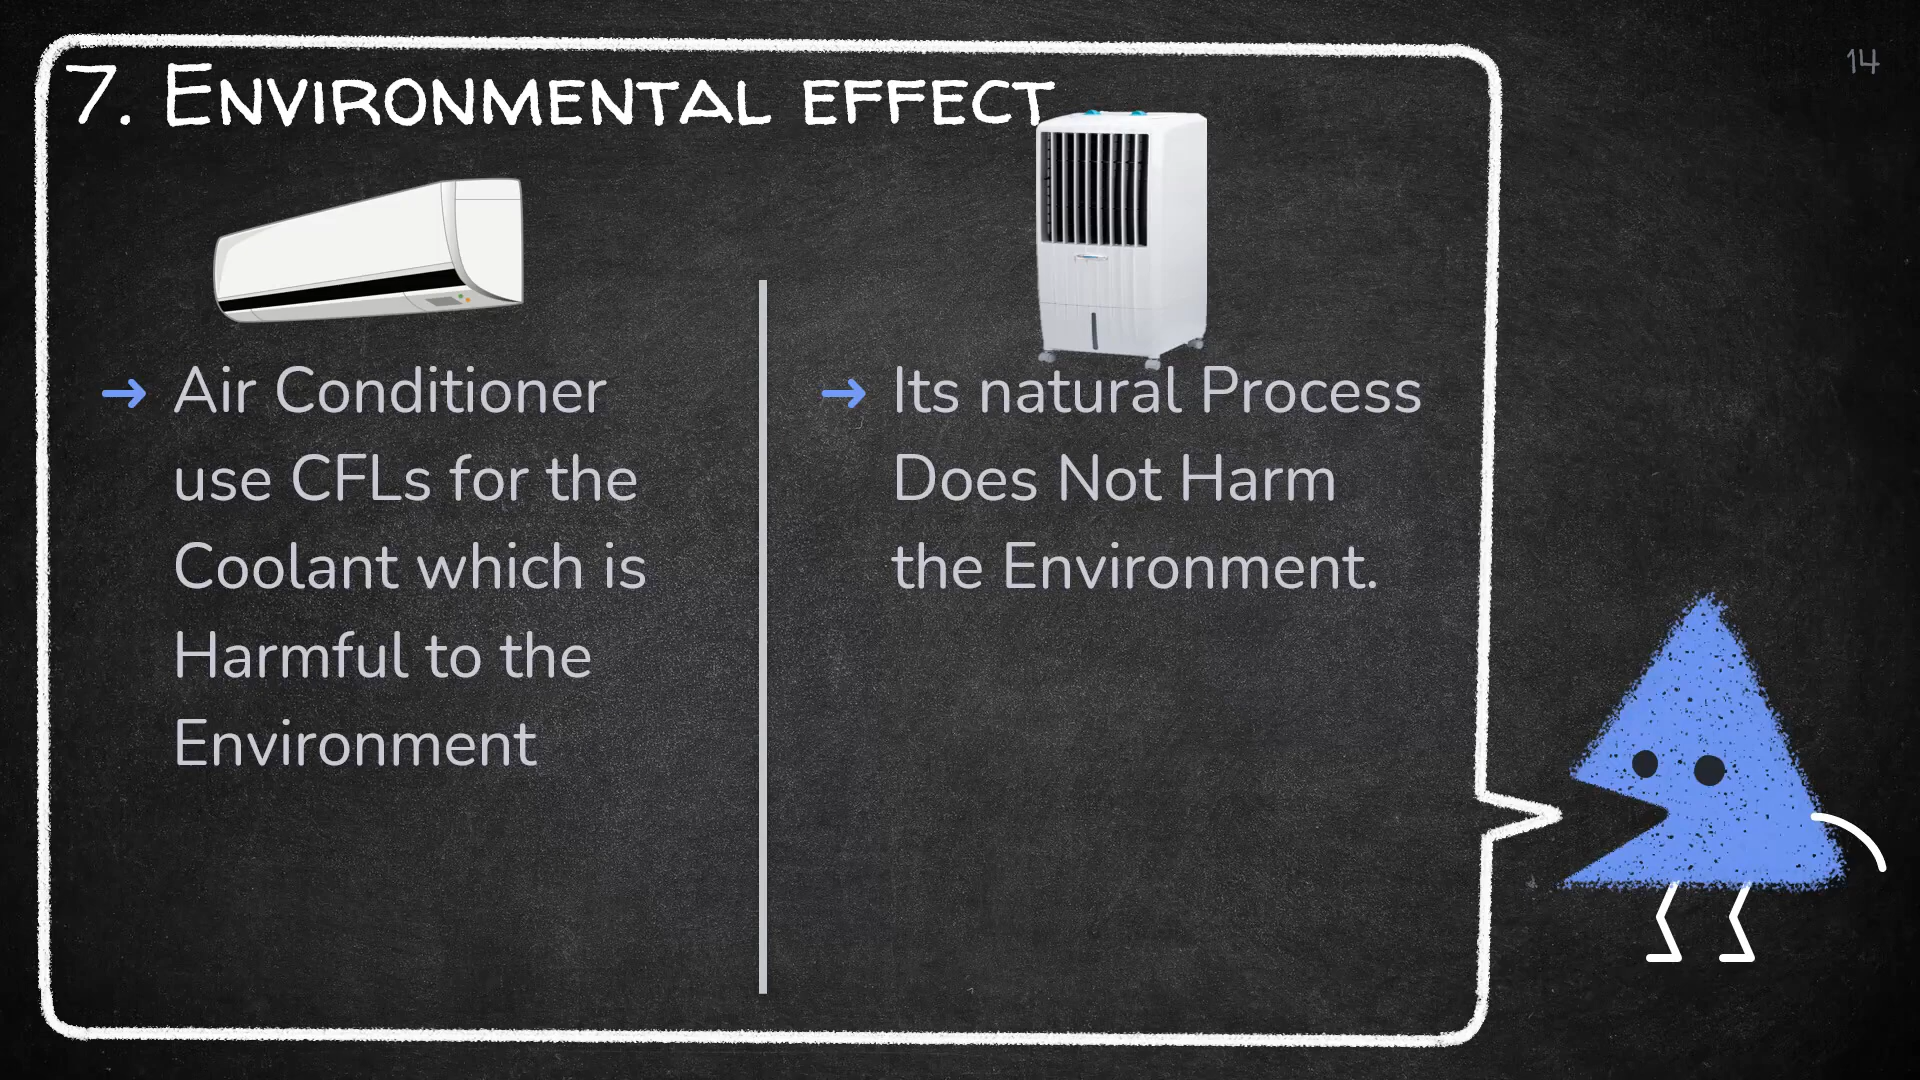 14
7. Environmental effect
Air Conditioner
use CFLs for the
Coolant which is
Harmful to the
Environment
Its natural Process
Does Not Harm
the Environment.